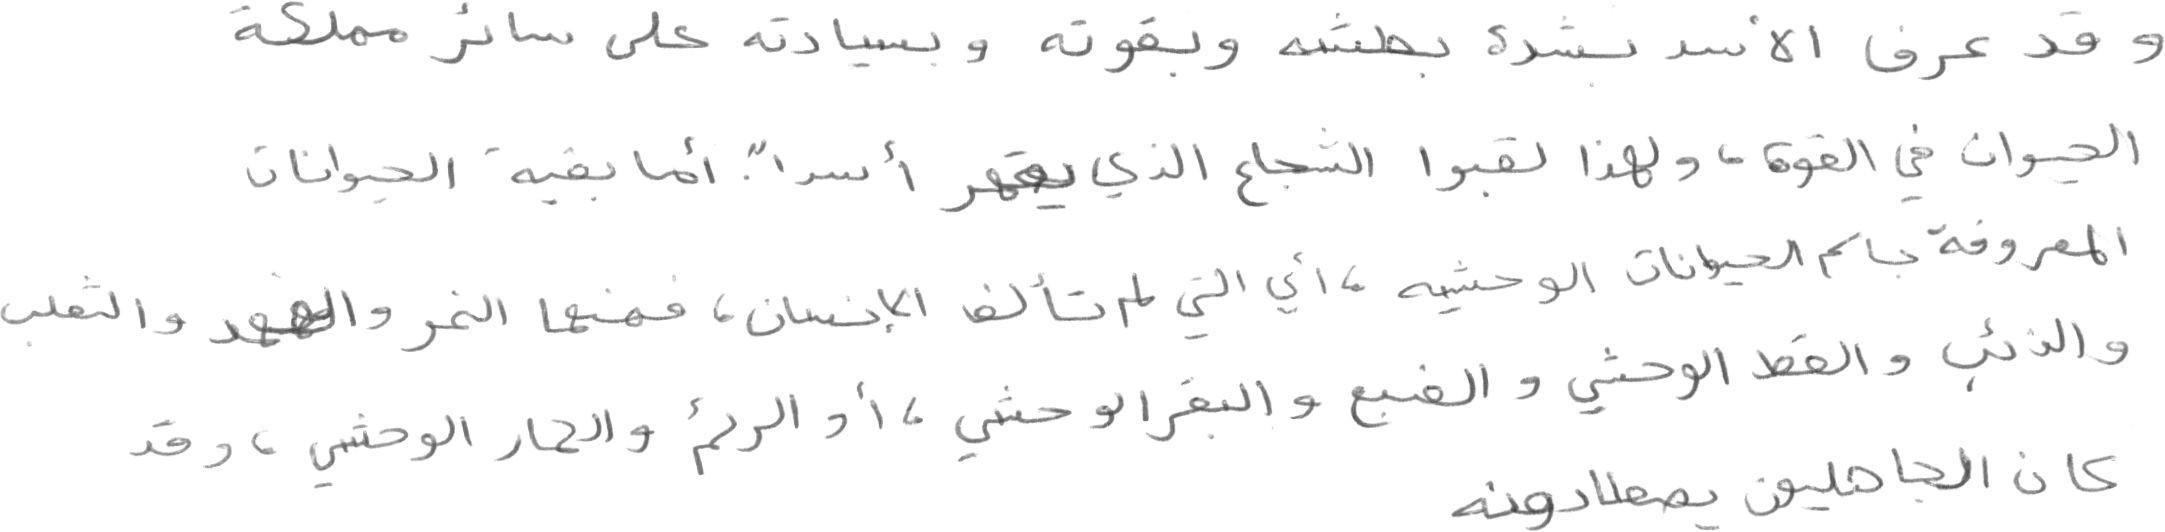 وقد عرف الأسد بشدة بطشه وبقوته وبسيادته على سائر مملكة
الحيوان في القوة، ولهذا لقبوا الشجاع الذي يقهر أسدا". أما بقية الحيوانات
المعروفة باسم الحيوانات الوحشيه، أي التي لم تألف الإنسان، فمنها النمر والفهد والثعلب
والذئب والقط الوحشي والضبع والبقر الوحشي، أو الرئم والحمار الوحشي، وقد
كان الجاهليون يصطادونه